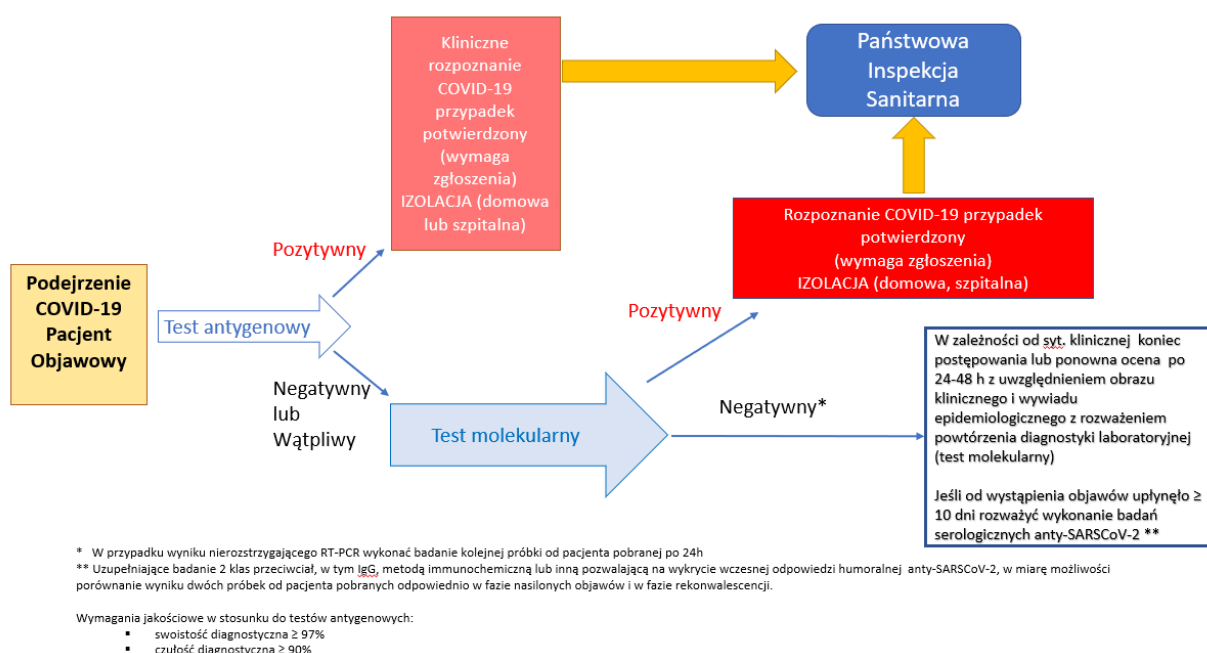 Kliniczne
rozpoznanie
COVID-19
przypadek
potwierdzony
(wymaga
zgłoszenia)
IZOLACJA (domowa
lub szpitalna)
Państwowa
Inspekcja
Sanitarna
Rozpoznanie COVID-19 przypadek
potwierdzony
(wymaga zgłoszenia)
IZOLACJA (domowa, szpitalna)
Pozytywny
Podejrzenie
COVID-19
Pacjent
Objawowy
Test antygenowy
Pozytywny
Negatywny
lub
Wątpliwy
Test molekularny
Negatywny*
W zależności od syt. klinicznej koniec
postępowania lub ponowna ocena po
24-48 h z uwzględnieniem obrazu
klinicznego i wywiadu
epidemiologicznego z rozważeniem
powtórzenia diagnostyki laboratoryjnej
(test molekularny)
Jeśli od wystąpienia objawów upłynęło ≥
10 dni rozważyć wykonanie badań
serologicznych anty-SARSCoV-2 **
* W przypadku wyniku nierozstrzygającego RT-PCR wykonać badanie kolejnej próbki od pacjenta pobranej po 24h
** Uzupełniające badanie 2 klas przeciwciał, w tym IgG, metodą immunochemiczną lub inną pozwalającą na wykrycie wczesnej odpowiedzi humoralnej anty-SARSCoV-2, w miarę możliwości
porównanie wyniku dwóch próbek od pacjenta pobranych odpowiednio w fazie nasilonych objawów i w fazie rekonwalescencji.
Wymagania jakościowe w stosunku do testów antygenowych:
▪ swoistość diagnostyczna ≥ 97%
▪ czułość diagnostyczna ≥ 90%